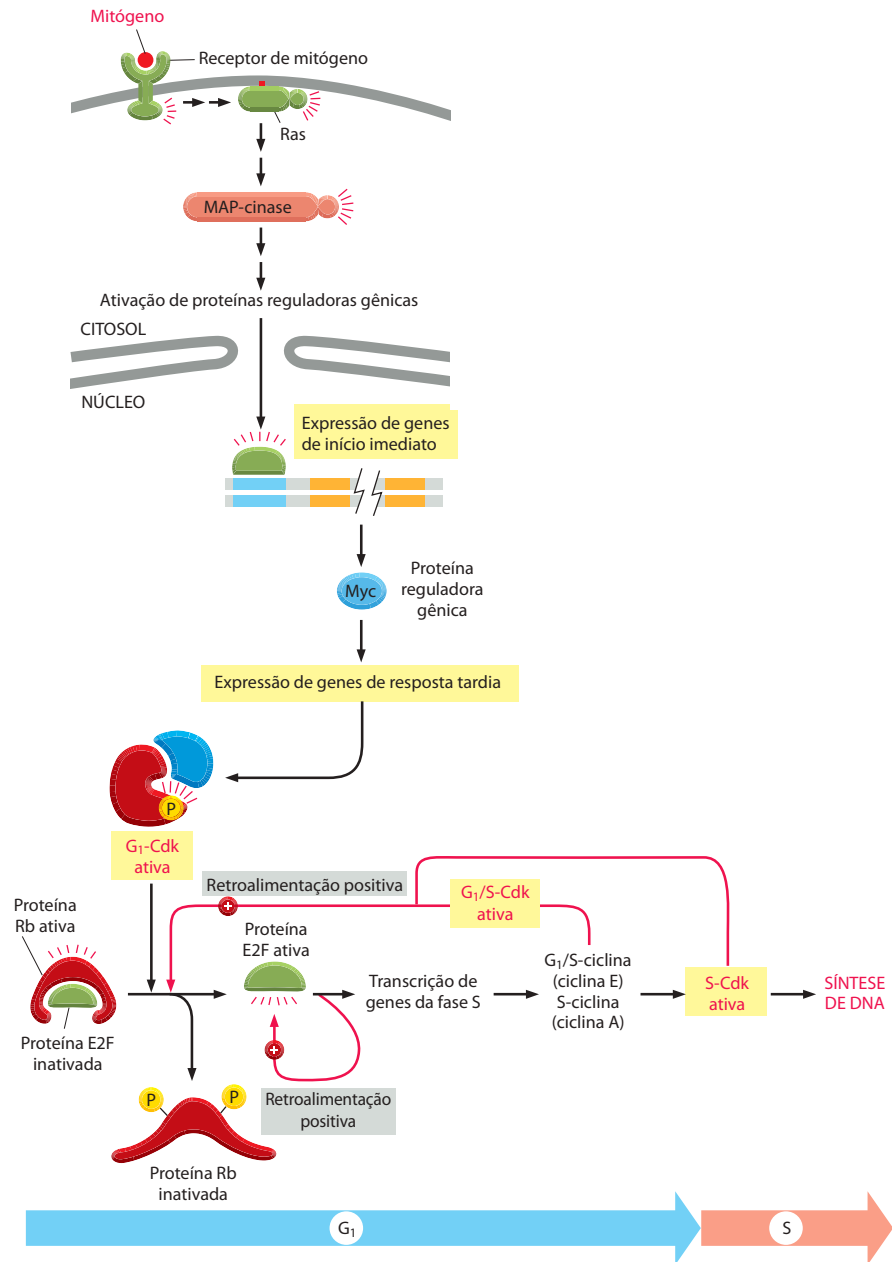 Mitógeno
Receptor de mitógeno
Ras
MAP-cinase
Ativação de proteínas reguladoras gênicas
CITOSOL
NÚCLEO
Expressão de genes
de início imediato
Myc
Proteína
reguladora
gênica
Expressão de genes de resposta tardia
P
G1-Cdk
ativa
Retroalimentação positiva
G1/S-Cdk
ativa
Proteína
Rb ativa
Proteína
E2F ativa
Transcrição de
genes da fase S
G1/S-ciclina
(ciclina E)
S-ciclina
(ciclina A)
S-Cdk
ativa
SÍNTESE
DE DNA
Proteína E2F
inativada
P
P
Retroalimentação
positiva
Proteína Rb
inativada
G1
S